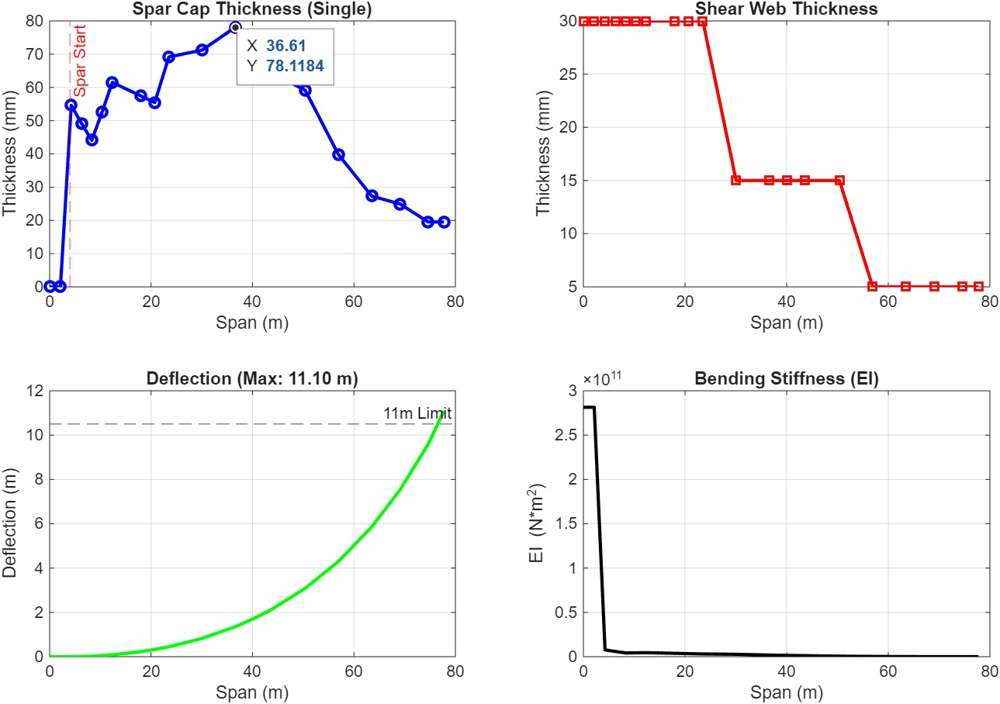 Spar Cap Thickness (Single)
80
70
60
50
40
30
20
10
0
Thickness (mm)
Spar Start
X 36.61
Y 78.1184
0 20 40 60 80
Span (m)
Shear Web Thickness
30
25
20
15
10
5
Thickness (mm)
0 20 40 60 80
Span (m)
Deflection (Max: 11.10 m)
12
10
8
6
4
2
0
Deflection (m)
11m Limit
0 20 40 60 80
Span (m)
×10¹¹
Bending Stiffness (EI)
3
2.5
2
1.5
1
0.5
0
EI (N*m²)
0 20 40 60 80
Span (m)